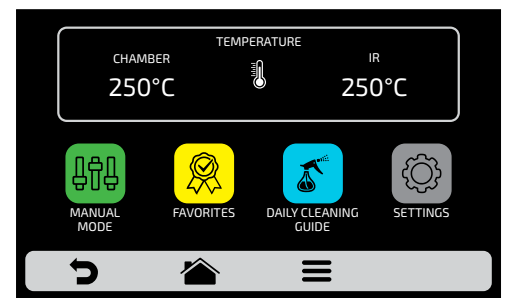 TEMPERATURE
CHAMBER
IR
250°C
250°C
MANUAL
MODE
FAVORITES
DAILY CLEANING
GUIDE
SETTINGS